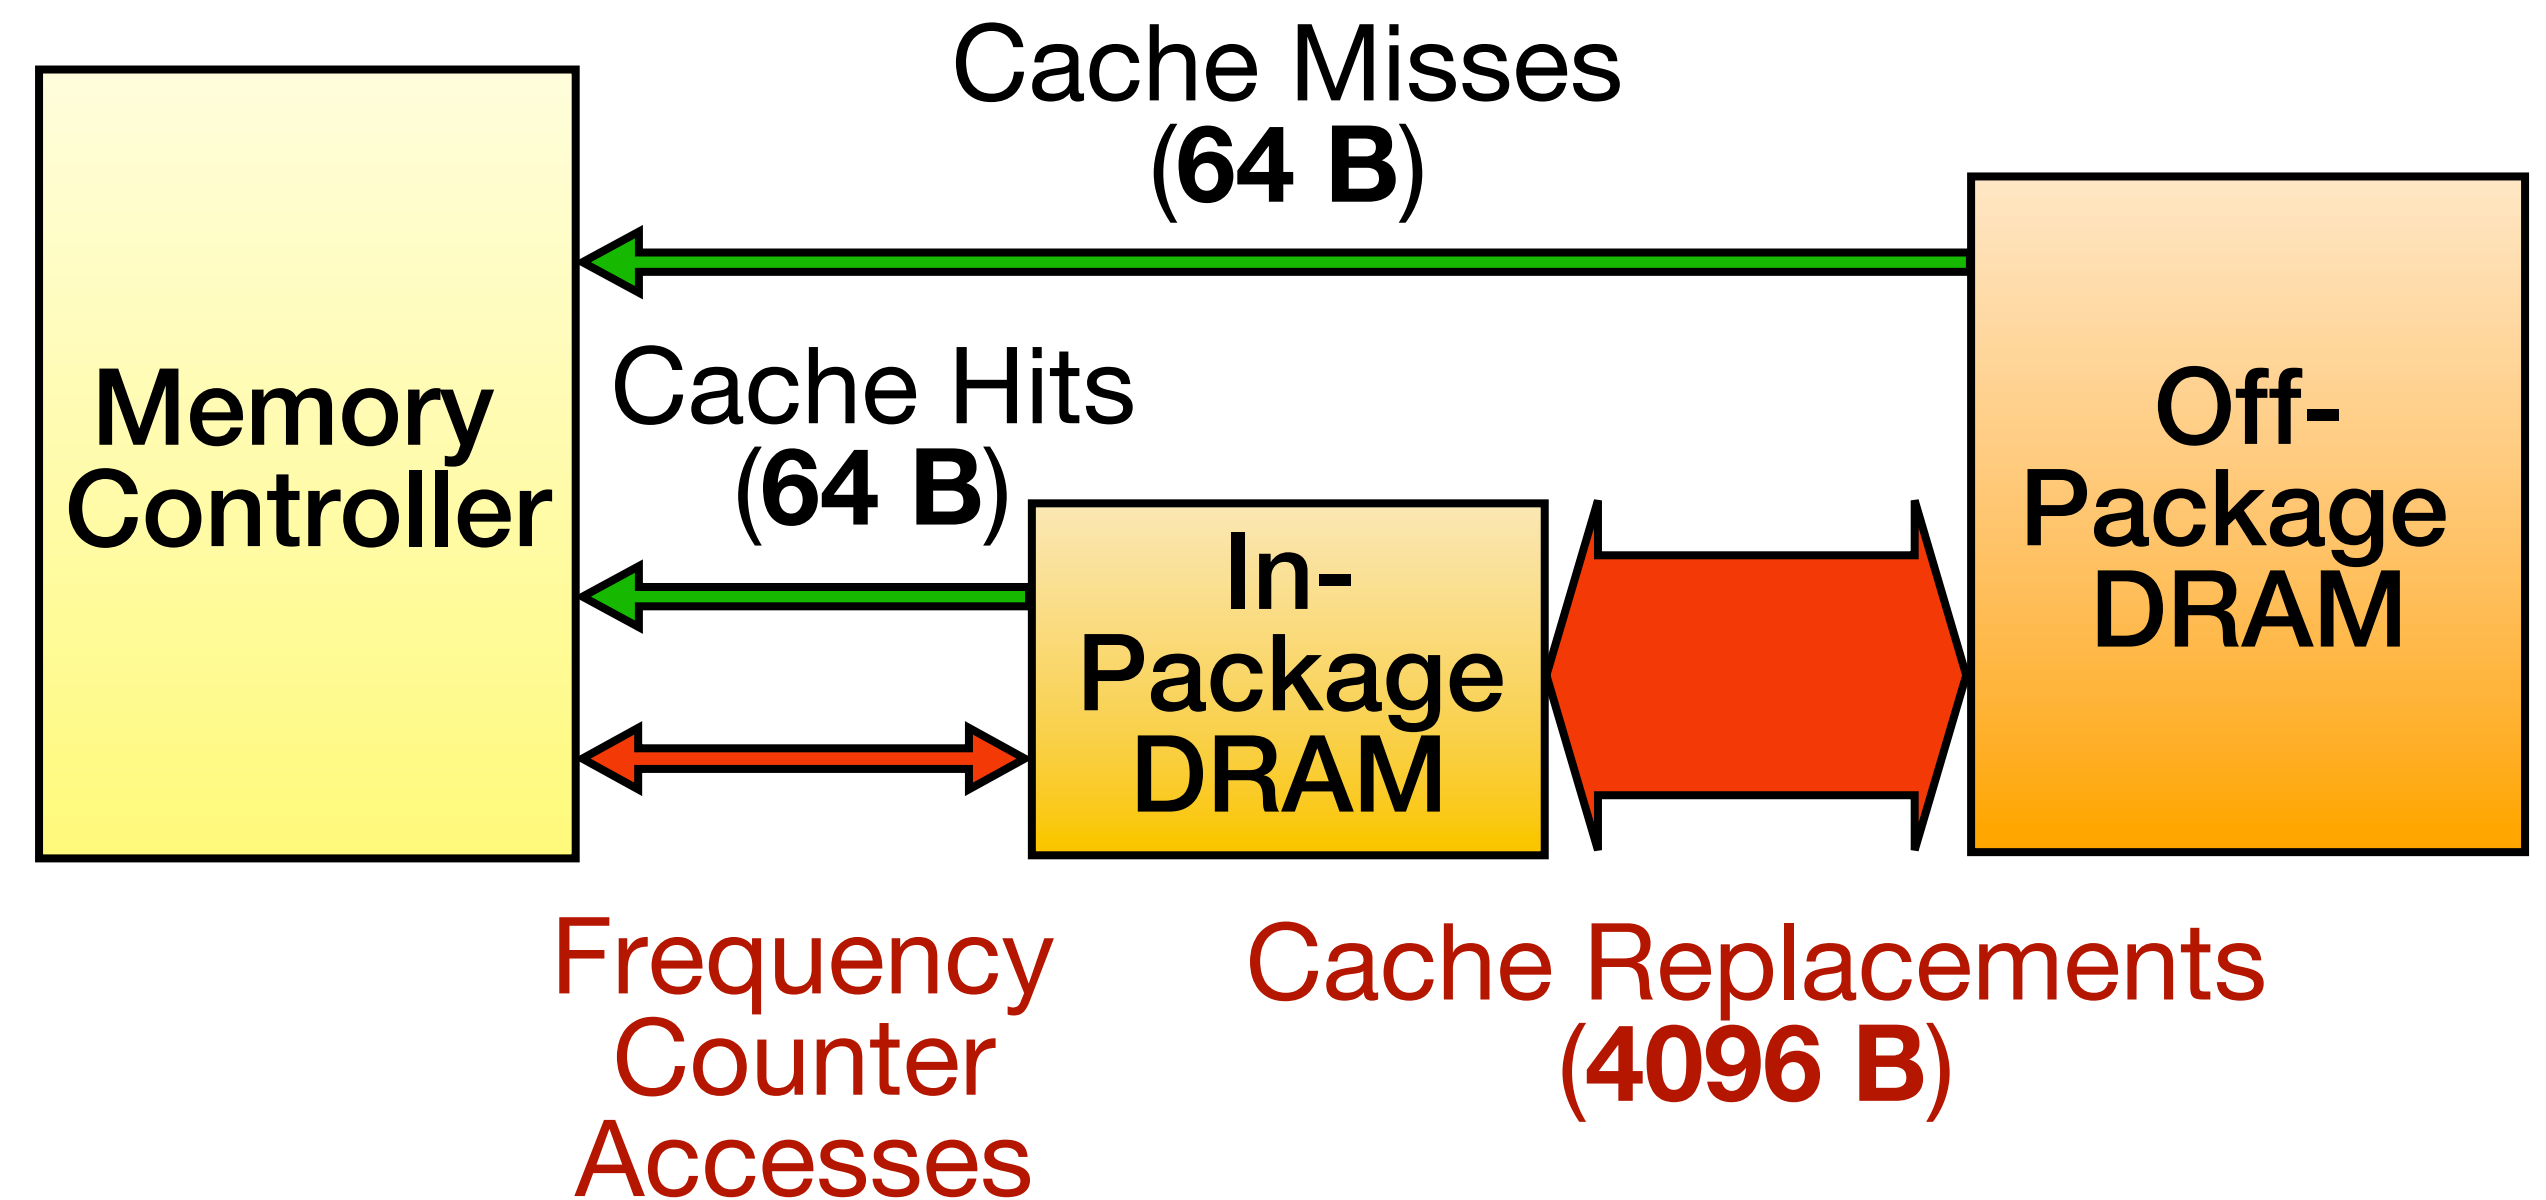 Cache Misses
(64 B)
Memory
Controller
Cache Hits
(64 B)
In-
Package
DRAM
Off-
Package
DRAM
Frequency
Counter
Accesses
Cache Replacements
(4096 B)